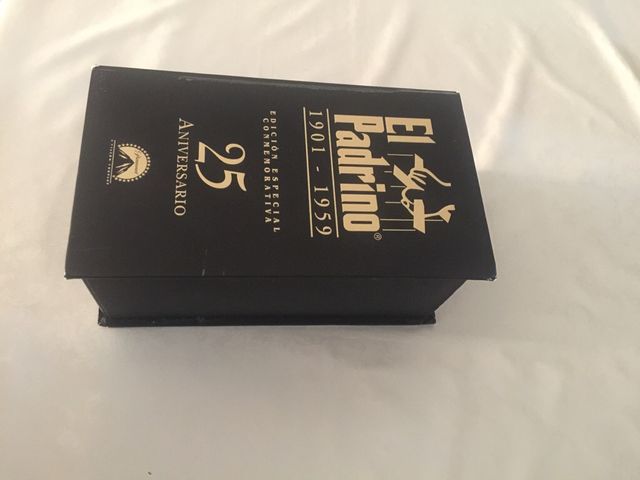 El
Padrino®
1901 - 1959
EDICIÓN ESPECIAL
CONMEMORATIVA
25
ANIVERSARIO